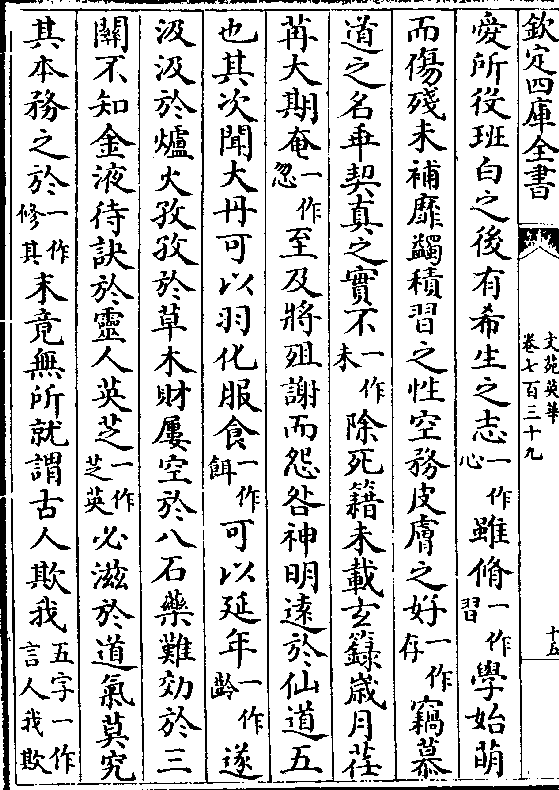 欽定四庫全書
文苑英華
卷七百三十九
十五
愛所役班白之後有希生之志一作心雖脩一作習學始萌
而傷殘未補靡蠲積習之性空務皮膚之好一作存竊慕
道之名乖契真之實不一作未除死籍未載玄籙歲月荏
苒大期奄一作忽至及將殂謝而怨咎神明遠於仙道五
也其次聞大丹可以羽化服食一作餌可以延年一作齡遂
汲汲於爐火孜孜於草木財屢空於八石藥難効於三
關不知金液待訣於靈人英芝一作芝英必滋於道氣莫究
其本務之於一作修其末竟無所就謂古人欺我五字一作言人我欺